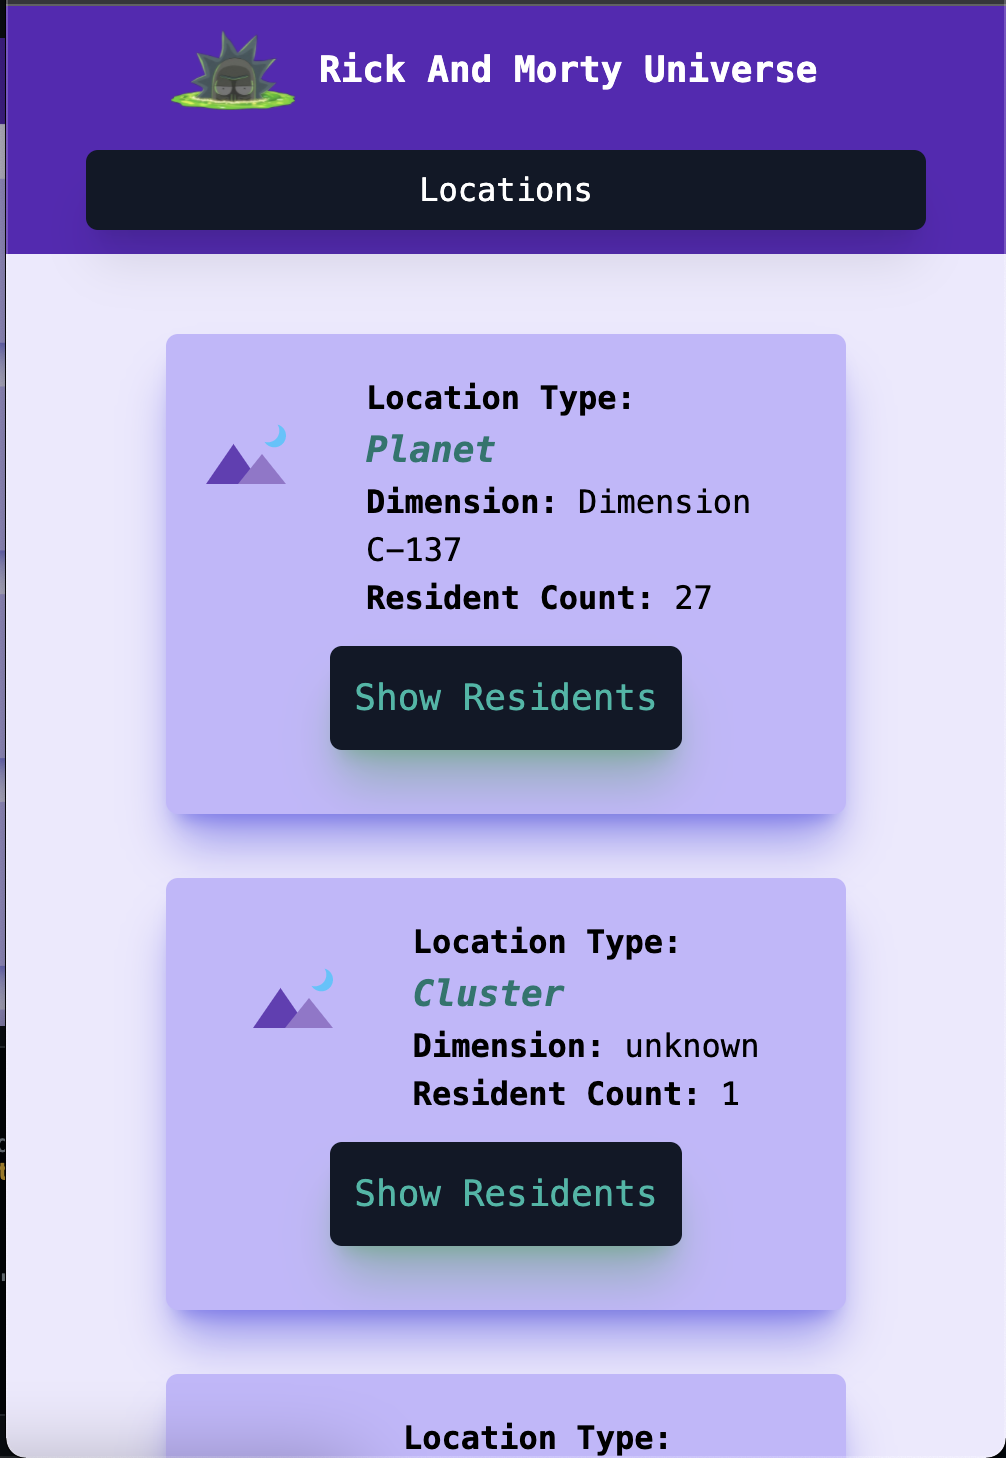 Rick And Morty Universe
Locations
Location Type:
Planet
Dimension: Dimension
C-137
Resident Count: 27
Show Residents
Location Type:
Cluster
Dimension: unknown
Resident Count: 1
Show Residents
Location Type: